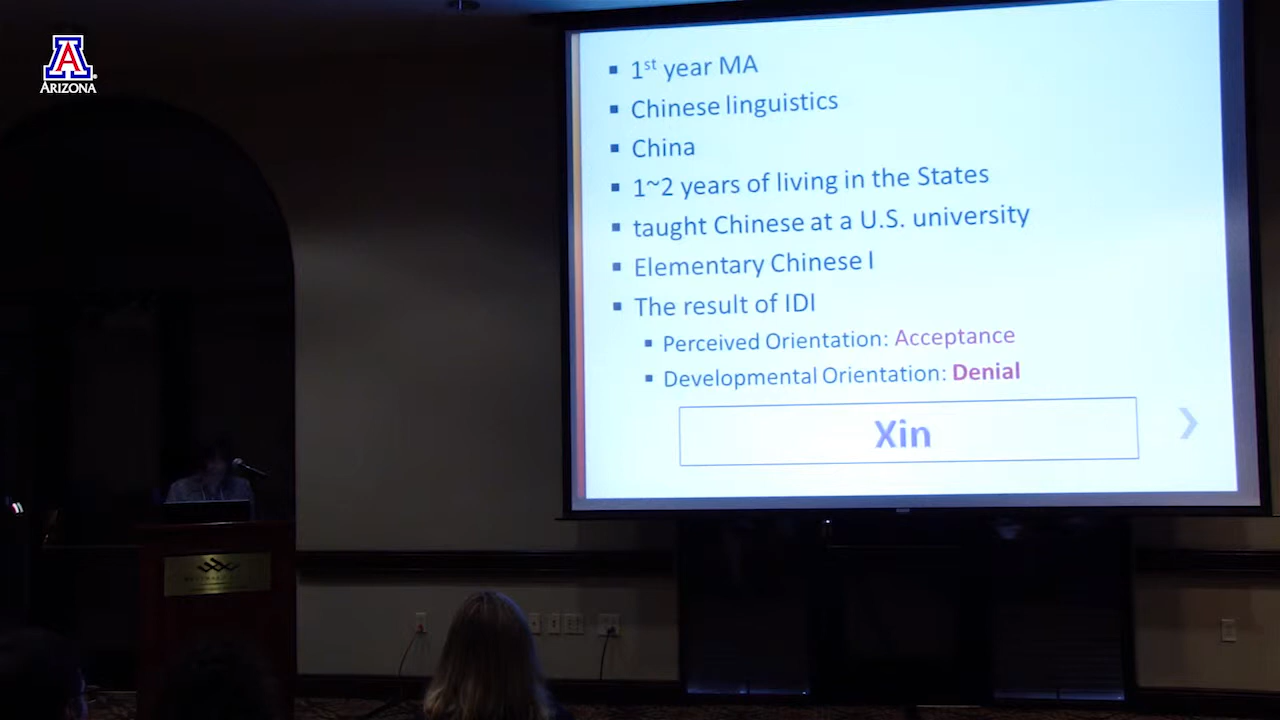 A
ARIZONA
▪ 1st year MA
▪ Chinese linguistics
▪ China
▪ 1~2 years of living in the States
▪ taught Chinese at a U.S. university
▪ Elementary Chinese I
▪ The result of IDI
▪ Perceived Orientation: Acceptance
▪ Developmental Orientation: Denial
Xin